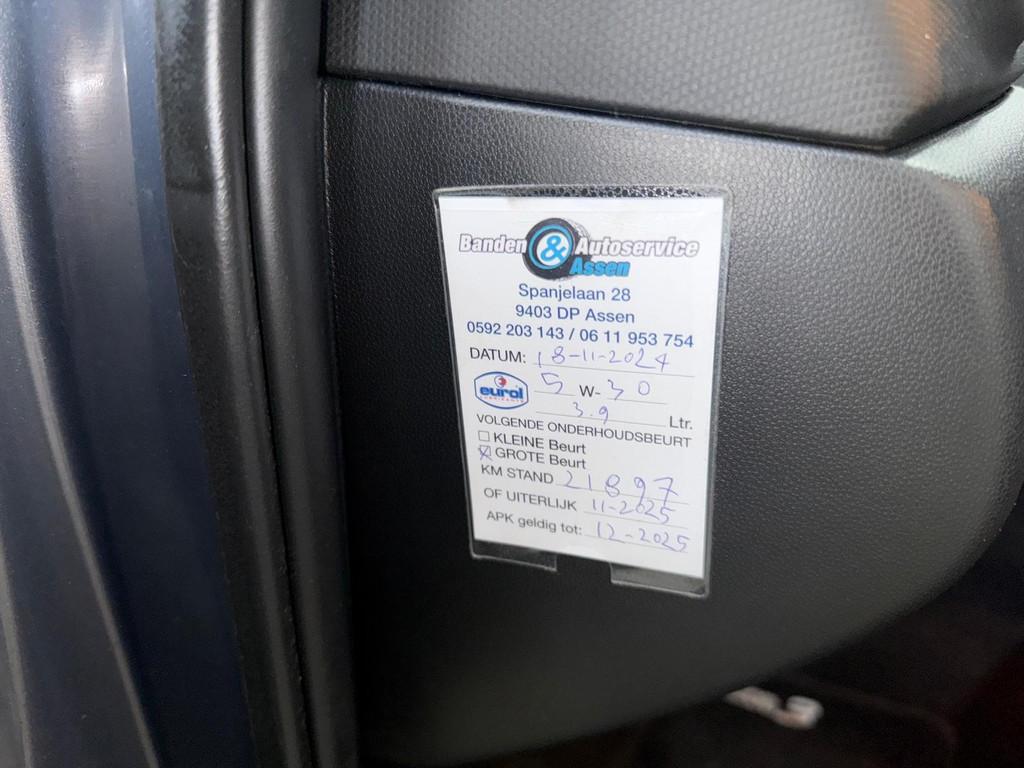 Banden & Autoservice
Assen
Spanjelaan 28
9403 DP Assen
0592 203 143 / 06 11 953 754
DATUM: 18-11-2024
eurol
5 W-30
3.9 Ltr.
VOLGENDE ONDERHOUDSBEURT
KLEINE Beurt
GROTE Beurt
KM STAND 21897
OF UITERLIJK 11-2025
APK geldig tot: 12-2025